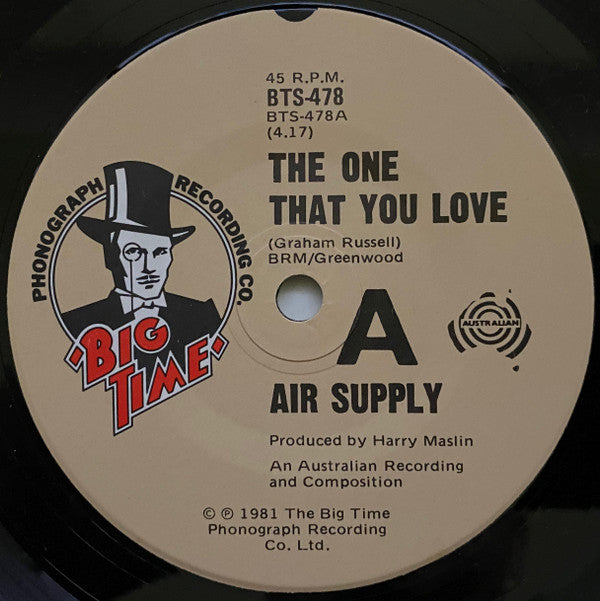 45 R.P.M.
BTS-478
BTS-478A
(4.17)
THE ONE
THAT YOU LOVE
(Graham Russell)
BRM/Greenwood
PHONOGRAPH RECORDING CO.
'BIG
TIME'
A
AUSTRALIAN
AIR SUPPLY
Produced by Harry Maslin
An Australian Recording
and Composition
© ℗ 1981 The Big Time
Phonograph Recording
Co. Ltd.